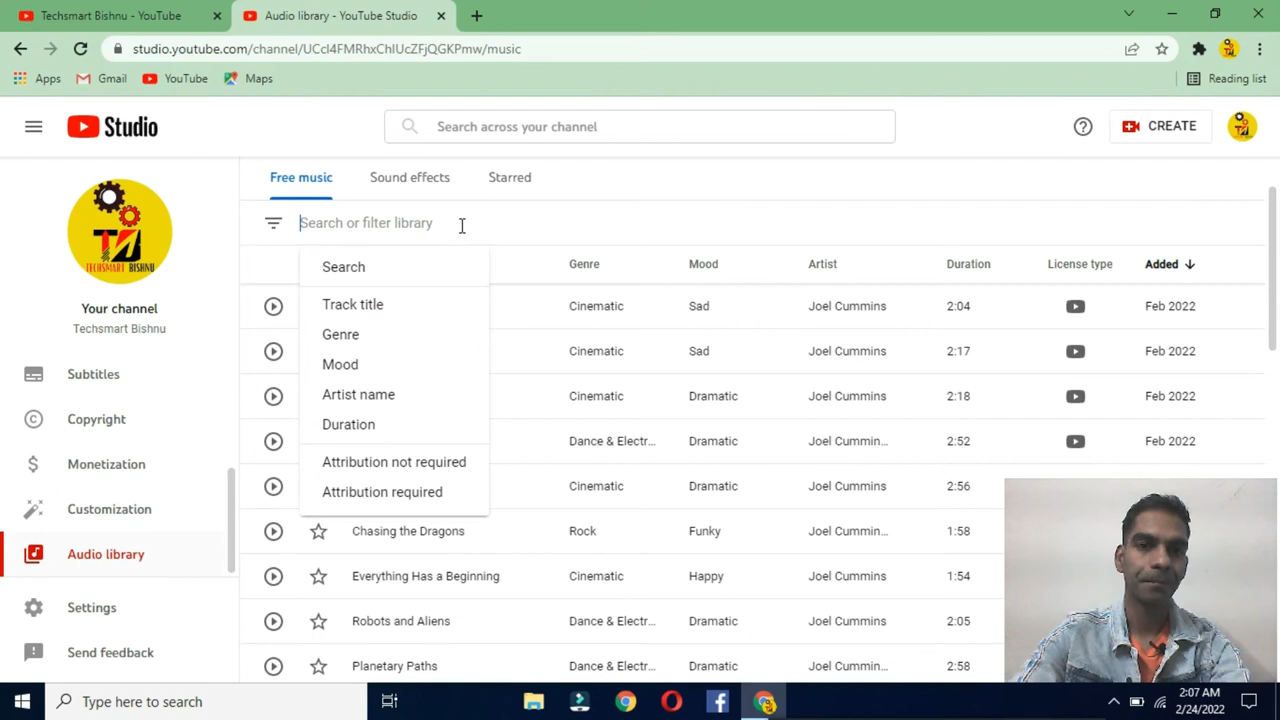 Techsmart Bishnu - YouTube
Audio library - YouTube Studio
studio.youtube.com/channel/UCcl4FMRhxChIUcZFjQGKPmw/music
Apps Gmail YouTube Maps Reading list
Studio Search across your channel CREATE
TECHSMART BISHNU
Your channel
Techsmart Bishnu
Subtitles
Copyright
Monetization
Customization
Audio library
Settings
Send feedback
Free music Sound effects Starred
Search or filter library
Search
Track title
Genre
Mood
Artist name
Duration
Attribution not required
Attribution required
Genre Mood Artist Duration License type Added
Cinematic Sad Joel Cummins 2:04 Feb 2022
Cinematic Sad Joel Cummins 2:17 Feb 2022
Cinematic Dramatic Joel Cummins 2:18 Feb 2022
Dance & Electr... Dramatic Joel Cummin... 2:52 Feb 2022
Cinematic Dramatic Joel Cummins 2:56
Chasing the Dragons Rock Funky Joel Cummin... 1:58
Everything Has a Beginning Cinematic Happy Joel Cummins 1:54
Robots and Aliens Dance & Electr... Dramatic Joel Cummin... 2:05
Planetary Paths Dance & Electr... Dramatic Joel Cummin... 2:58
Type here to search
2:07 AM
2/24/2022